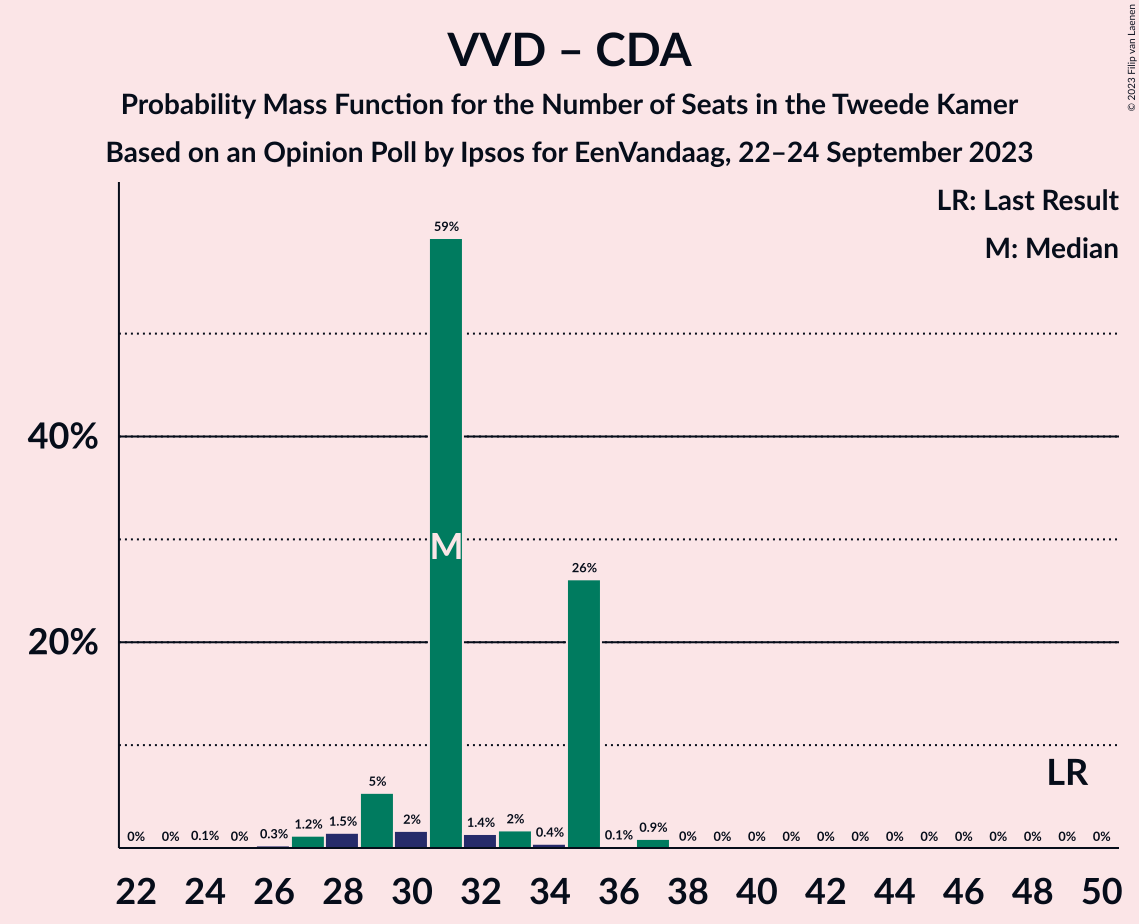 VVD – CDA
Probability Mass Function for the Number of Seats in the Tweede Kamer
Based on an Opinion Poll by Ipsos for EenVandaag, 22–24 September 2023
© 2023 Filip van Laenen
LR: Last Result
M: Median
59%
40%
M
26%
20%
LR
5%
0% 0% 0.1% 0% 0.3% 1.2% 1.5% 2% 1.4% 2% 0.4% 0.1% 0.9% 0% 0% 0% 0% 0% 0% 0% 0% 0% 0% 0% 0% 0%
22 24 26 28 30 32 34 36 38 40 42 44 46 48 50